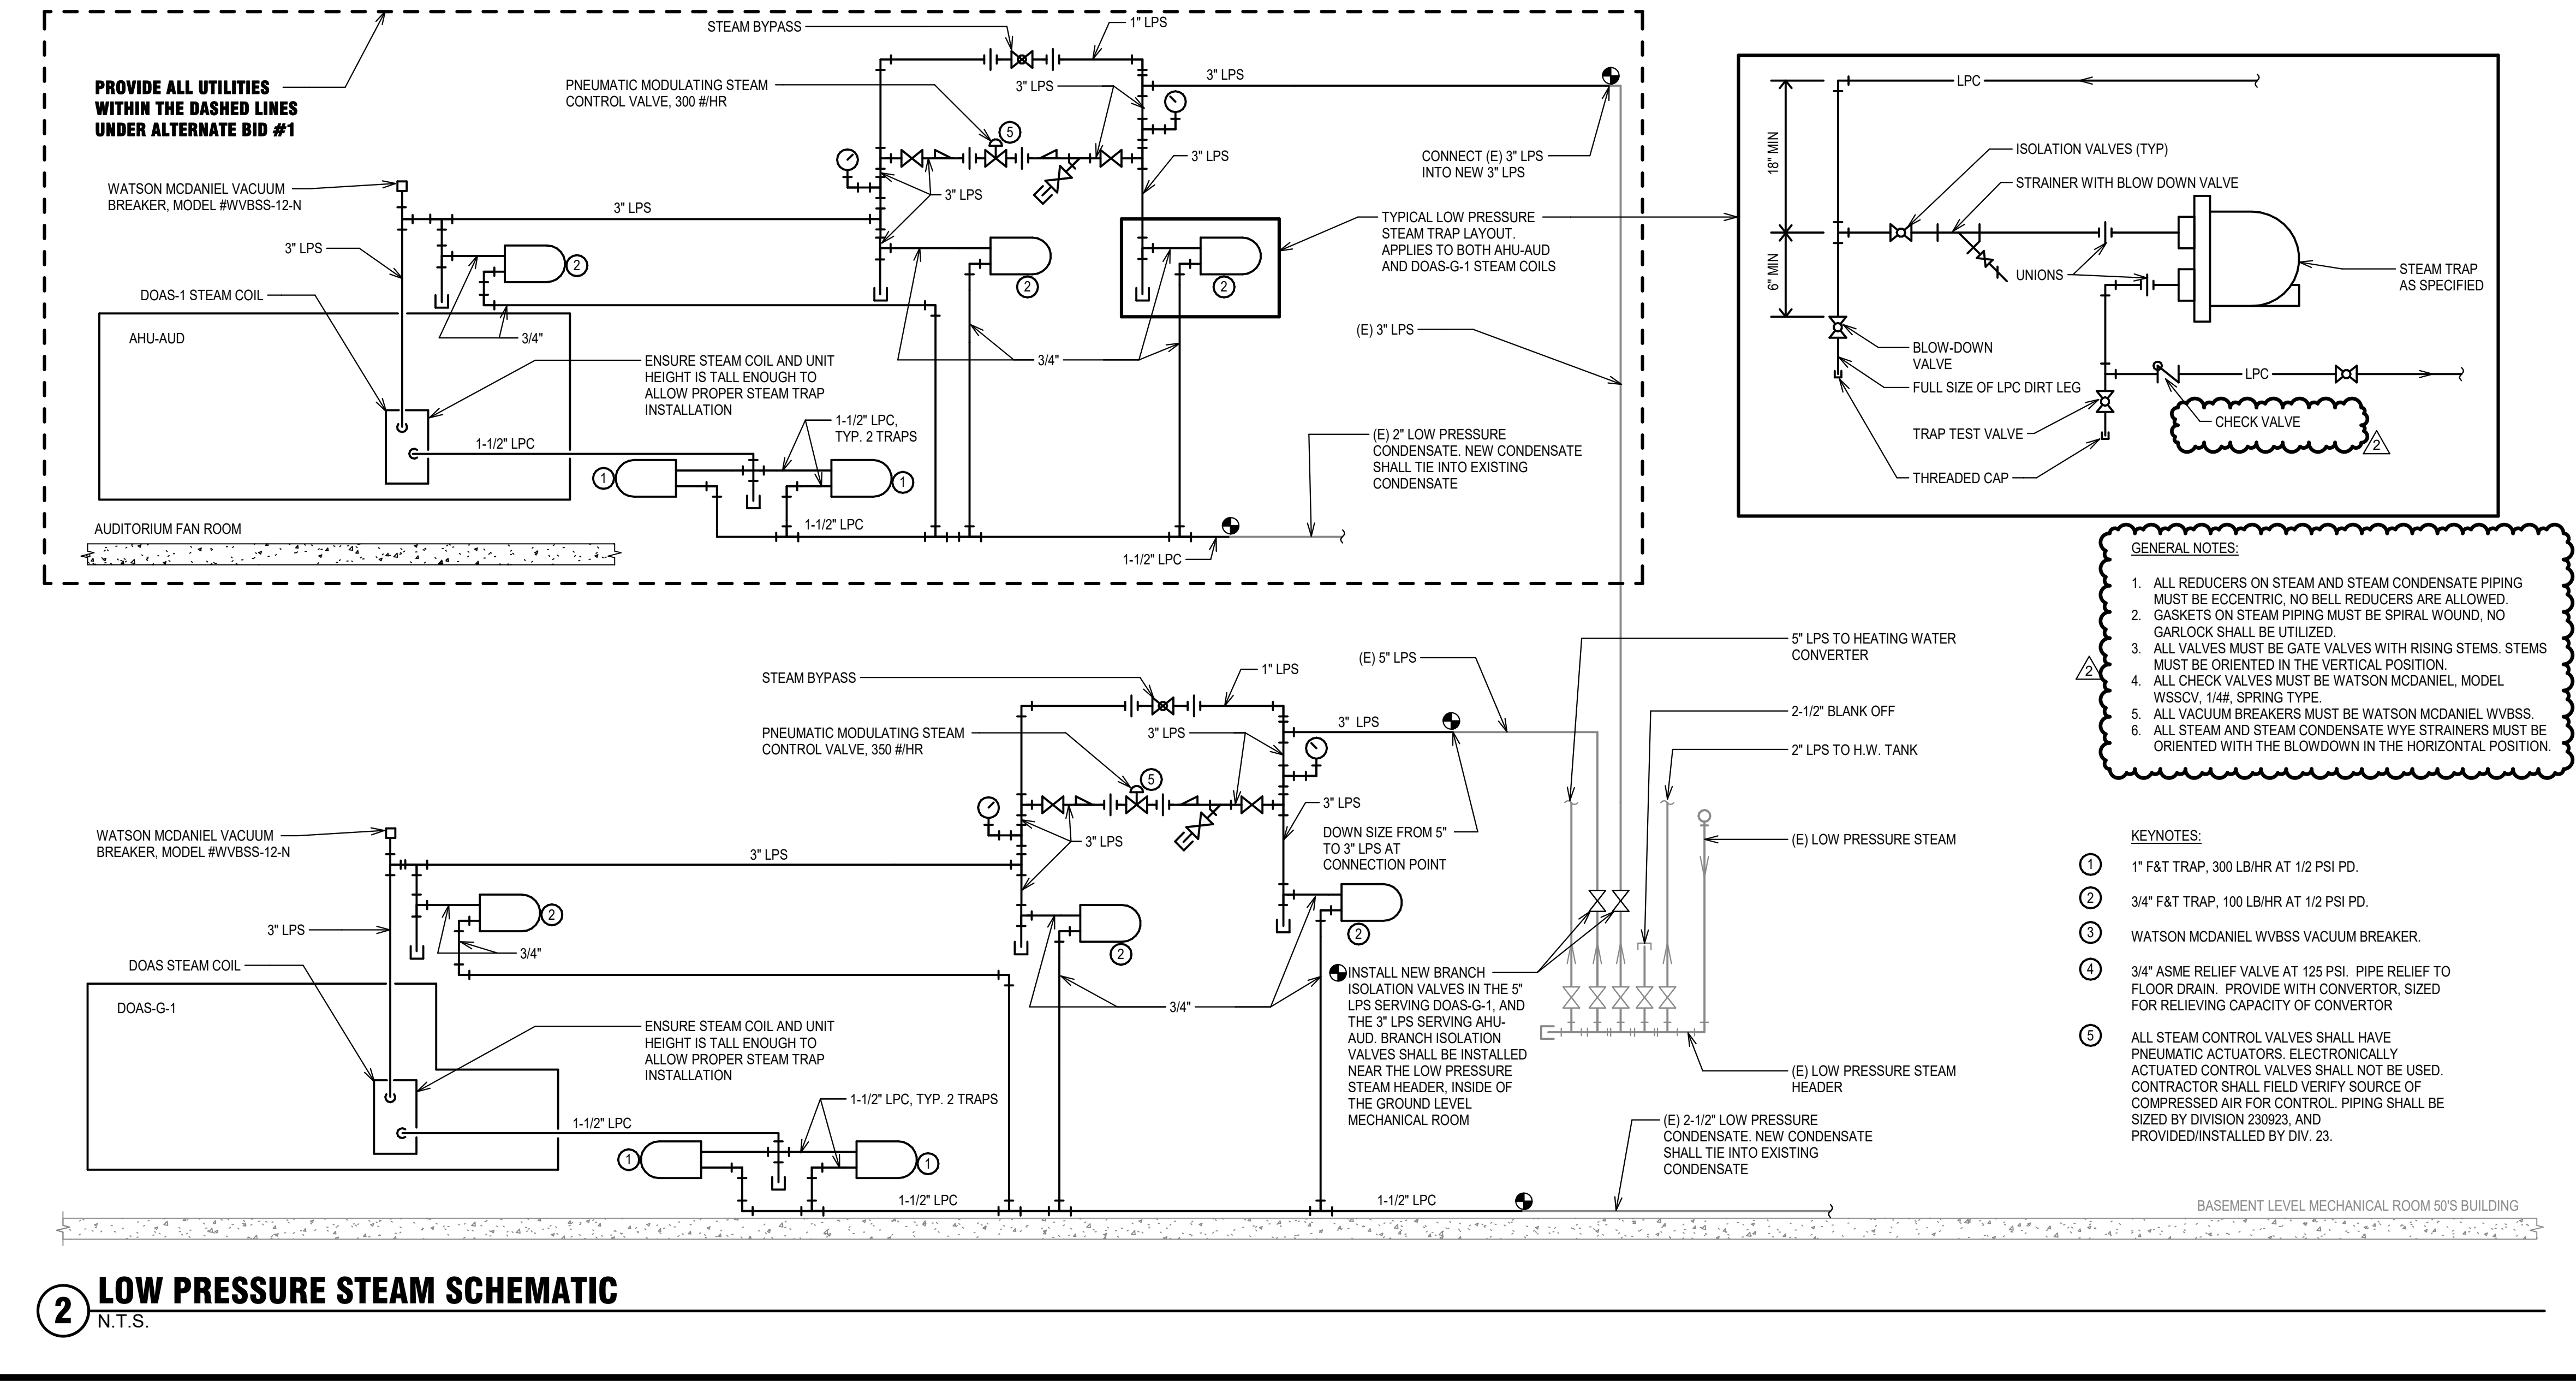 PROVIDE ALL UTILITIES
WITHIN THE DASHED LINES
UNDER ALTERNATE BID #1
STEAM BYPASS
1" LPS
PNEUMATIC MODULATING STEAM
CONTROL VALVE, 300 #/HR
5
3" LPS
3" LPS
3" LPS
3" LPS
CONNECT (E) 3" LPS
INTO NEW 3" LPS
WATSON MCDANIEL VACUUM
BREAKER, MODEL #WVBSS-12-N
3" LPS
3" LPS
TYPICAL LOW PRESSURE
STEAM TRAP LAYOUT.
APPLIES TO BOTH AHU-AUD
AND DOAS-G-1 STEAM COILS
2
2
2
DOAS-1 STEAM COIL
AHU-AUD
3/4"
3/4"
(E) 3" LPS
ENSURE STEAM COIL AND UNIT
HEIGHT IS TALL ENOUGH TO
ALLOW PROPER STEAM TRAP
INSTALLATION
1-1/2" LPC,
TYP. 2 TRAPS
1-1/2" LPC
1
1
(E) 2" LOW PRESSURE
CONDENSATE. NEW CONDENSATE
SHALL TIE INTO EXISTING
CONDENSATE
1-1/2" LPC
1-1/2" LPC
AUDITORIUM FAN ROOM
LPC
18" MIN
6" MIN
ISOLATION VALVES (TYP)
STRAINER WITH BLOW DOWN VALVE
UNIONS
STEAM TRAP
AS SPECIFIED
BLOW-DOWN
VALVE
FULL SIZE OF LPC DIRT LEG
LPC
CHECK VALVE
2
TRAP TEST VALVE
THREADED CAP
GENERAL NOTES:
1. ALL REDUCERS ON STEAM AND STEAM CONDENSATE PIPING
MUST BE ECCENTRIC, NO BELL REDUCERS ARE ALLOWED.
2. GASKETS ON STEAM PIPING MUST BE SPIRAL WOUND, NO
GARLOCK SHALL BE UTILIZED.
3. ALL VALVES MUST BE GATE VALVES WITH RISING STEMS. STEMS
MUST BE ORIENTED IN THE VERTICAL POSITION.
4. ALL CHECK VALVES MUST BE WATSON MCDANIEL, MODEL
WSSCV, 1/4#, SPRING TYPE.
5. ALL VACUUM BREAKERS MUST BE WATSON MCDANIEL WVBSS.
6. ALL STEAM AND STEAM CONDENSATE WYE STRAINERS MUST BE
ORIENTED WITH THE BLOWDOWN IN THE HORIZONTAL POSITION.
2
STEAM BYPASS
1" LPS
(E) 5" LPS
PNEUMATIC MODULATING STEAM
CONTROL VALVE, 350 #/HR
5
3" LPS
3" LPS
3" LPS
3" LPS
DOWN SIZE FROM 5"
TO 3" LPS AT
CONNECTION POINT
WATSON MCDANIEL VACUUM
BREAKER, MODEL #WVBSS-12-N
3" LPS
3" LPS
2
2
2
3/4"
3/4"
DOAS STEAM COIL
DOAS-G-1
ENSURE STEAM COIL AND UNIT
HEIGHT IS TALL ENOUGH TO
ALLOW PROPER STEAM TRAP
INSTALLATION
1-1/2" LPC, TYP. 2 TRAPS
1-1/2" LPC
1
1
1-1/2" LPC
1-1/2" LPC
INSTALL NEW BRANCH
ISOLATION VALVES IN THE 5"
LPS SERVING DOAS-G-1, AND
THE 3" LPS SERVING AHU-
AUD. BRANCH ISOLATION
VALVES SHALL BE INSTALLED
NEAR THE LOW PRESSURE
STEAM HEADER, INSIDE OF
THE GROUND LEVEL
MECHANICAL ROOM
5" LPS TO HEATING WATER
CONVERTER
2-1/2" BLANK OFF
2" LPS TO H.W. TANK
(E) LOW PRESSURE STEAM
(E) LOW PRESSURE STEAM
HEADER
(E) 2-1/2" LOW PRESSURE
CONDENSATE. NEW CONDENSATE
SHALL TIE INTO EXISTING
CONDENSATE
KEYNOTES:
1 1" F&T TRAP, 300 LB/HR AT 1/2 PSI PD.
2 3/4" F&T TRAP, 100 LB/HR AT 1/2 PSI PD.
3 WATSON MCDANIEL WVBSS VACUUM BREAKER.
4 3/4" ASME RELIEF VALVE AT 125 PSI. PIPE RELIEF TO
FLOOR DRAIN. PROVIDE WITH CONVERTOR, SIZED
FOR RELIEVING CAPACITY OF CONVERTOR
5 ALL STEAM CONTROL VALVES SHALL HAVE
PNEUMATIC ACTUATORS. ELECTRONICALLY
ACTUATED CONTROL VALVES SHALL NOT BE USED.
CONTRACTOR SHALL FIELD VERIFY SOURCE OF
COMPRESSED AIR FOR CONTROL. PIPING SHALL BE
SIZED BY DIVISION 230923, AND
PROVIDED/INSTALLED BY DIV. 23.
BASEMENT LEVEL MECHANICAL ROOM 50'S BUILDING
2 LOW PRESSURE STEAM SCHEMATIC
N.T.S.